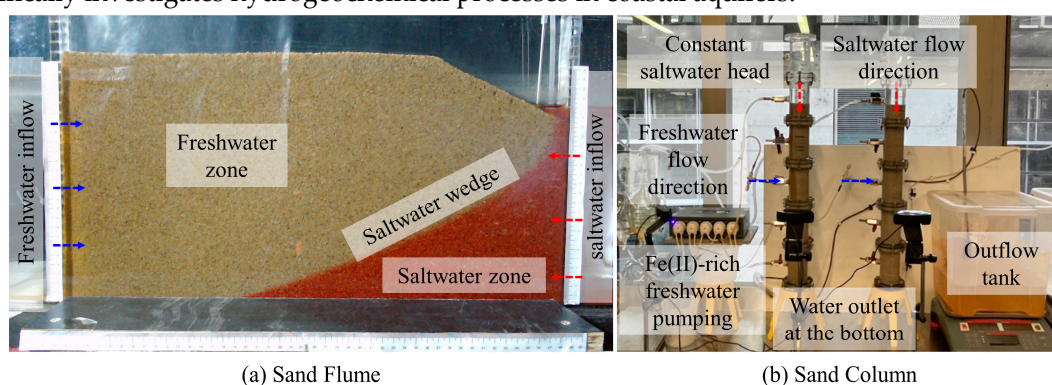 nically investigates hydrogeochemical processes in coastal aquifers.
Freshwater inflow
Freshwater
zone
Saltwater wedge
Saltwater zone
saltwater inflow
Constant
saltwater head
Saltwater flow
direction
Freshwater
flow
direction
Fe(II)-rich
freshwater
pumping
Water outlet
at thc bottom
Outflow
tank
(a) Sand Flume
(b) Sand Column